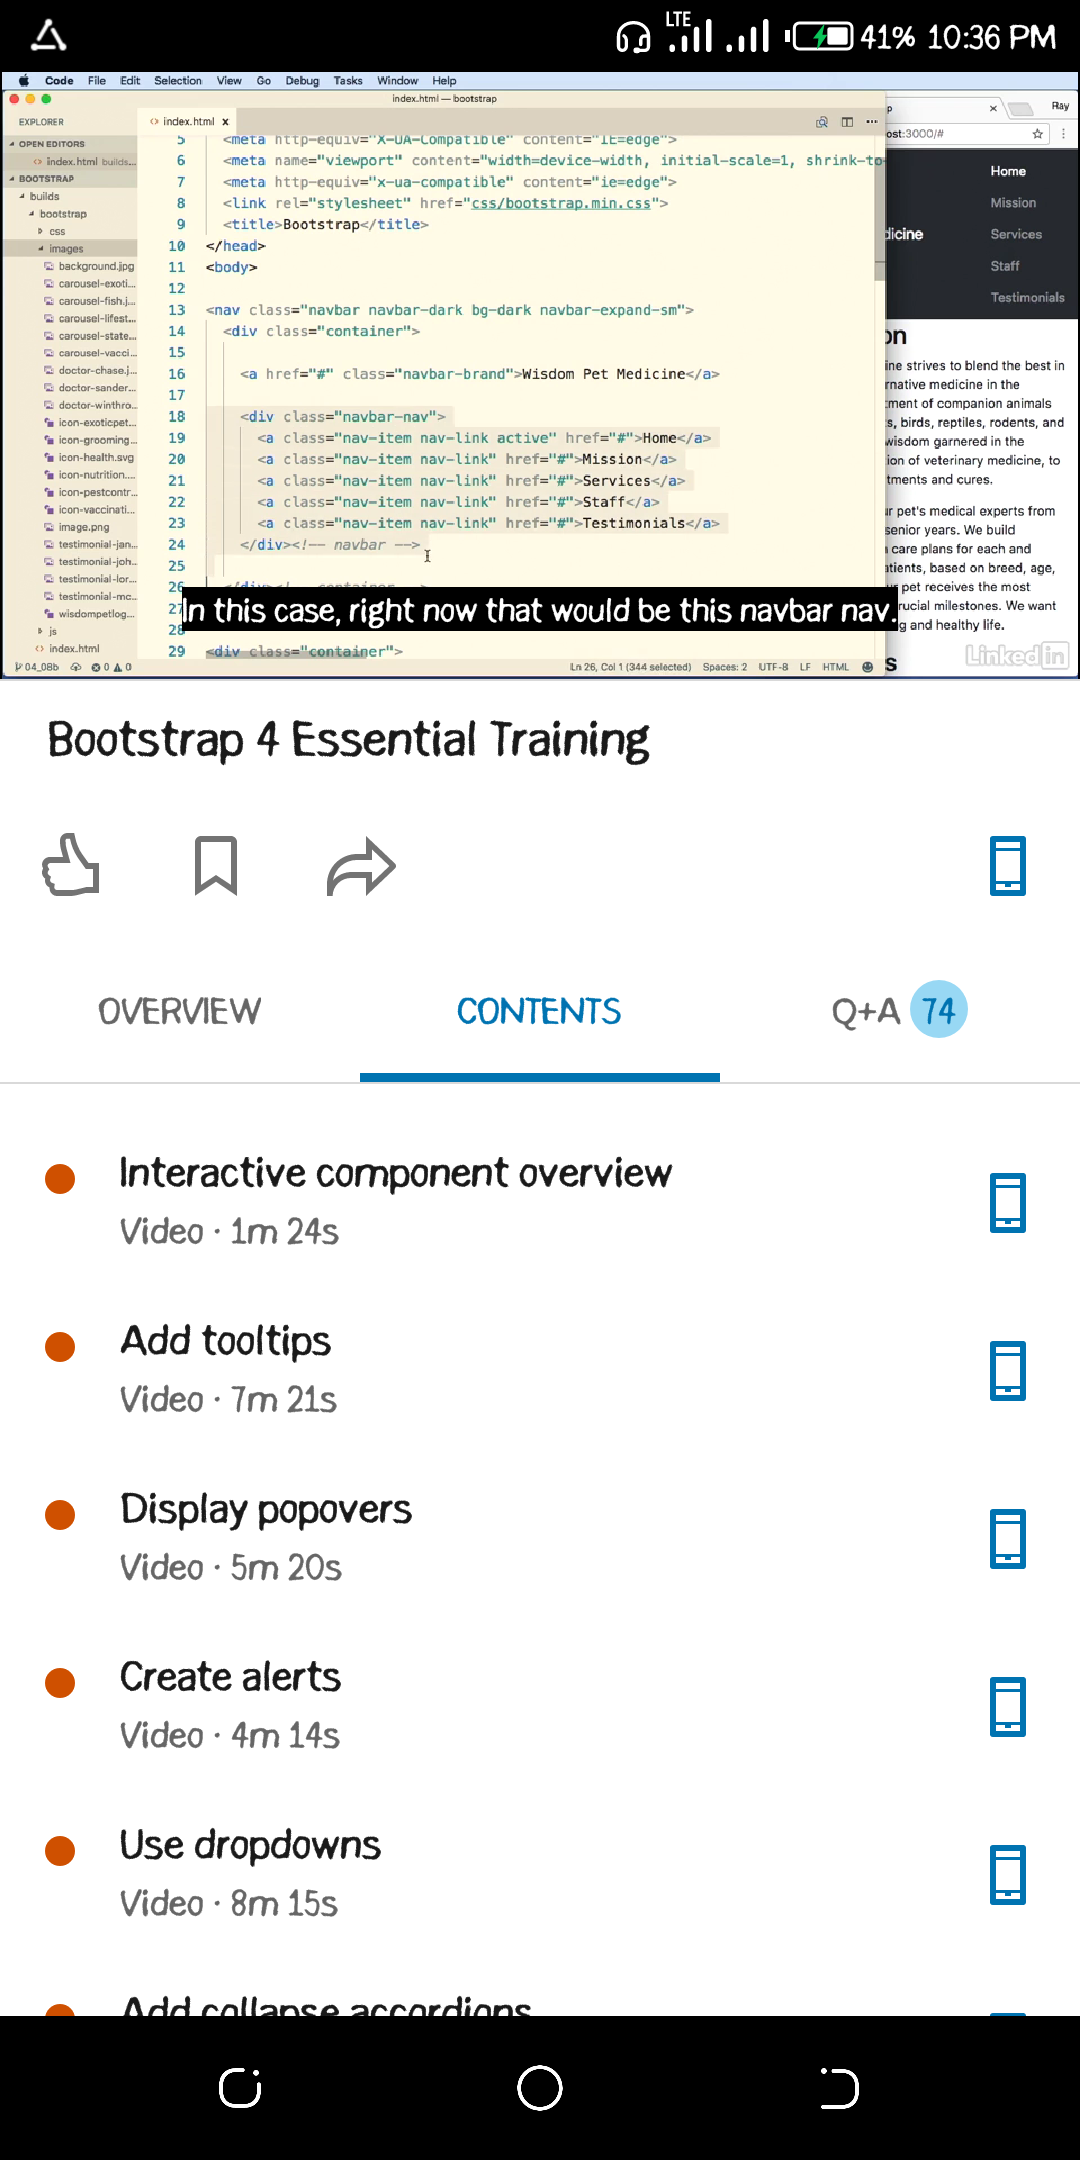 LTE 41% 10:36 PM
Code File Edit Selection View Go Debug Tasks Window Help
index.html — bootstrap
Ray
EXPLORER
index.html x
OPEN EDITORS
index.html builds...
BOOTSTRAP
builds
bootstrap
css
images
background.jpg
carousel-exoti...
carousel-fish.j...
carousel-lifest...
carousel-state...
carousel-vacci...
doctor-chase.j...
doctor-sander...
doctor-winthro...
icon-exoticpet...
icon-grooming...
icon-health.svg
icon-nutrition....
icon-pestcontr...
icon-vaccinati...
image.png
testimonial-jan...
testimonial-joh...
testimonial-lor...
testimonial-mc...
wisdompetlog...
js
index.html
5 <meta http-equiv="X-UA-Compatible" content="IE=edge">
6 <meta name="viewport" content="width=device-width, initial-scale=1, shrink-to-
7 <meta http-equiv="x-ua-compatible" content="ie=edge">
8 <link rel="stylesheet" href="css/bootstrap.min.css">
9 <title>Bootstrap</title>
10 </head>
11 <body>
12
13 <nav class="navbar navbar-dark bg-dark navbar-expand-sm">
14 <div class="container">
15
16 <a href="#" class="navbar-brand">Wisdom Pet Medicine</a>
17
18 <div class="navbar-nav">
19 <a class="nav-item nav-link active" href="#">Home</a>
20 <a class="nav-item nav-link" href="#">Mission</a>
21 <a class="nav-item nav-link" href="#">Services</a>
22 <a class="nav-item nav-link" href="#">Staff</a>
23 <a class="nav-item nav-link" href="#">Testimonials</a>
24 </div><!-- navbar -->
25
26
27
28
29 <div class="container">
In this case, right now that would be this navbar nav.
04_08b 0 0 Ln 26, Col 1 (344 selected) Spaces: 2 UTF-8 LF HTML
ost:3000/#
Home
Mission
dicine Services
Staff
Testimonials
on
ine strives to blend the best in
rnative medicine in the
ment of companion animals
s, birds, reptiles, rodents, and
wisdom garnered in the
ion of veterinary medicine, to
tments and cures.
ur pet's medical experts from
senior years. We build
care plans for each and
atients, based on breed, age,
pet receives the most
rucial milestones. We want
g and healthy life.
s
Linked in
Bootstrap 4 Essential Training
OVERVIEW CONTENTS Q+A 74
Interactive component overview
Video · 1m 24s
Add tooltips
Video · 7m 21s
Display popovers
Video · 5m 20s
Create alerts
Video · 4m 14s
Use dropdowns
Video · 8m 15s
Add collapse accordions